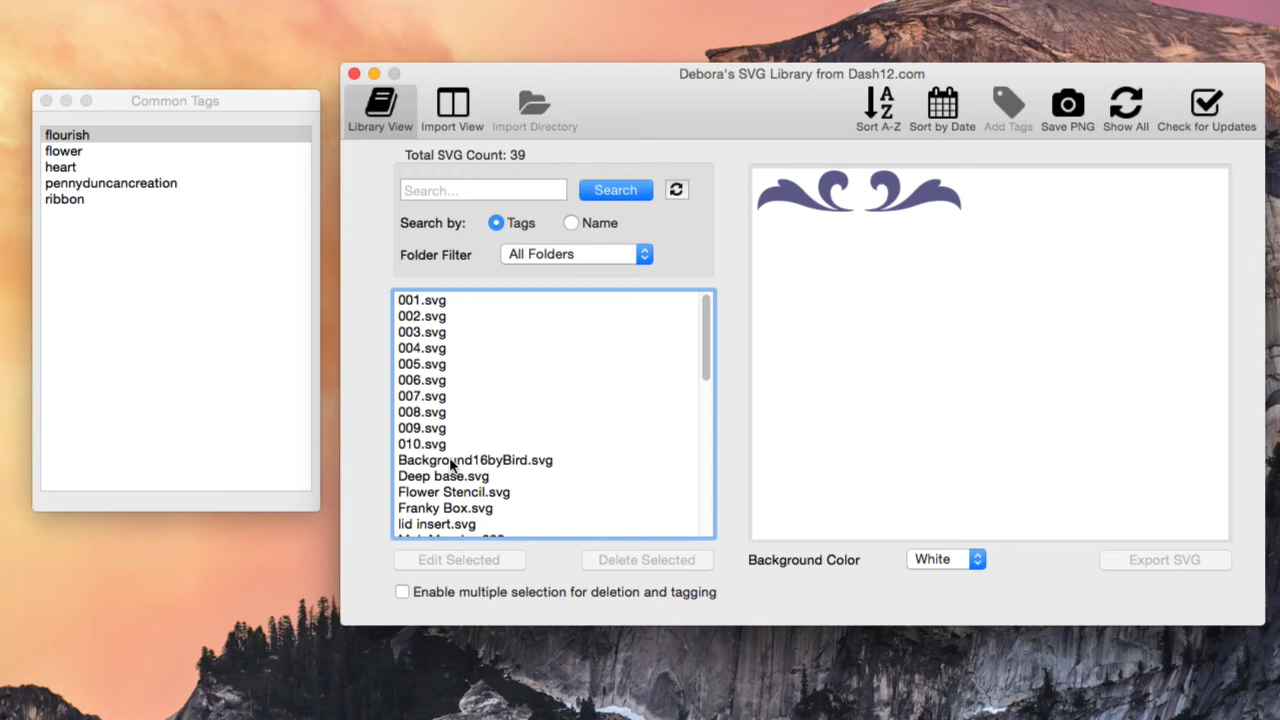 Common Tags
flourish
flower
heart
pennyduncancreation
ribbon
Debora's SVG Library from Dash12.com
Library View
Import View
Import Directory
Sort A-Z
Sort by Date
Add Tags
Save PNG
Show All
Check for Updates
Total SVG Count: 39
Search...
Search
Search by:
Tags
Name
Folder Filter
All Folders
001.svg
002.svg
003.svg
004.svg
005.svg
006.svg
007.svg
008.svg
009.svg
010.svg
Background16byBird.svg
Deep base.svg
Flower Stencil.svg
Franky Box.svg
lid insert.svg
Edit Selected
Delete Selected
Enable multiple selection for deletion and tagging
Background Color
White
Export SVG